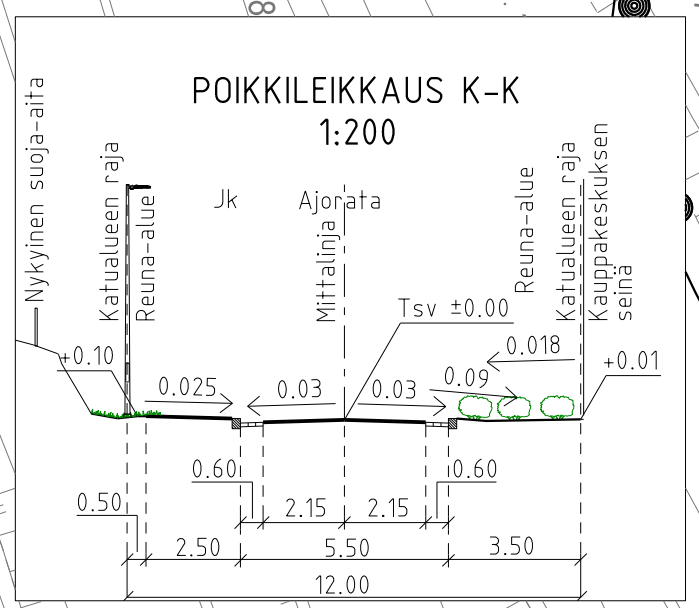 8
POIKKILEIKKAUS K-K
1:200
Nykyinen suoja-aita
Katualueen raja
Reuna-alue
Jk
Ajorata
Mittalinja
Reuna-alue
Katualueen raja
Kauppakeskuksen
seinä
Tsv ±0.00
+0.10
0.018
+0.01
0.025
0.03
0.03
0.09
0.60
0.60
0.50
2.15
2.15
2.50
5.50
3.50
12.00